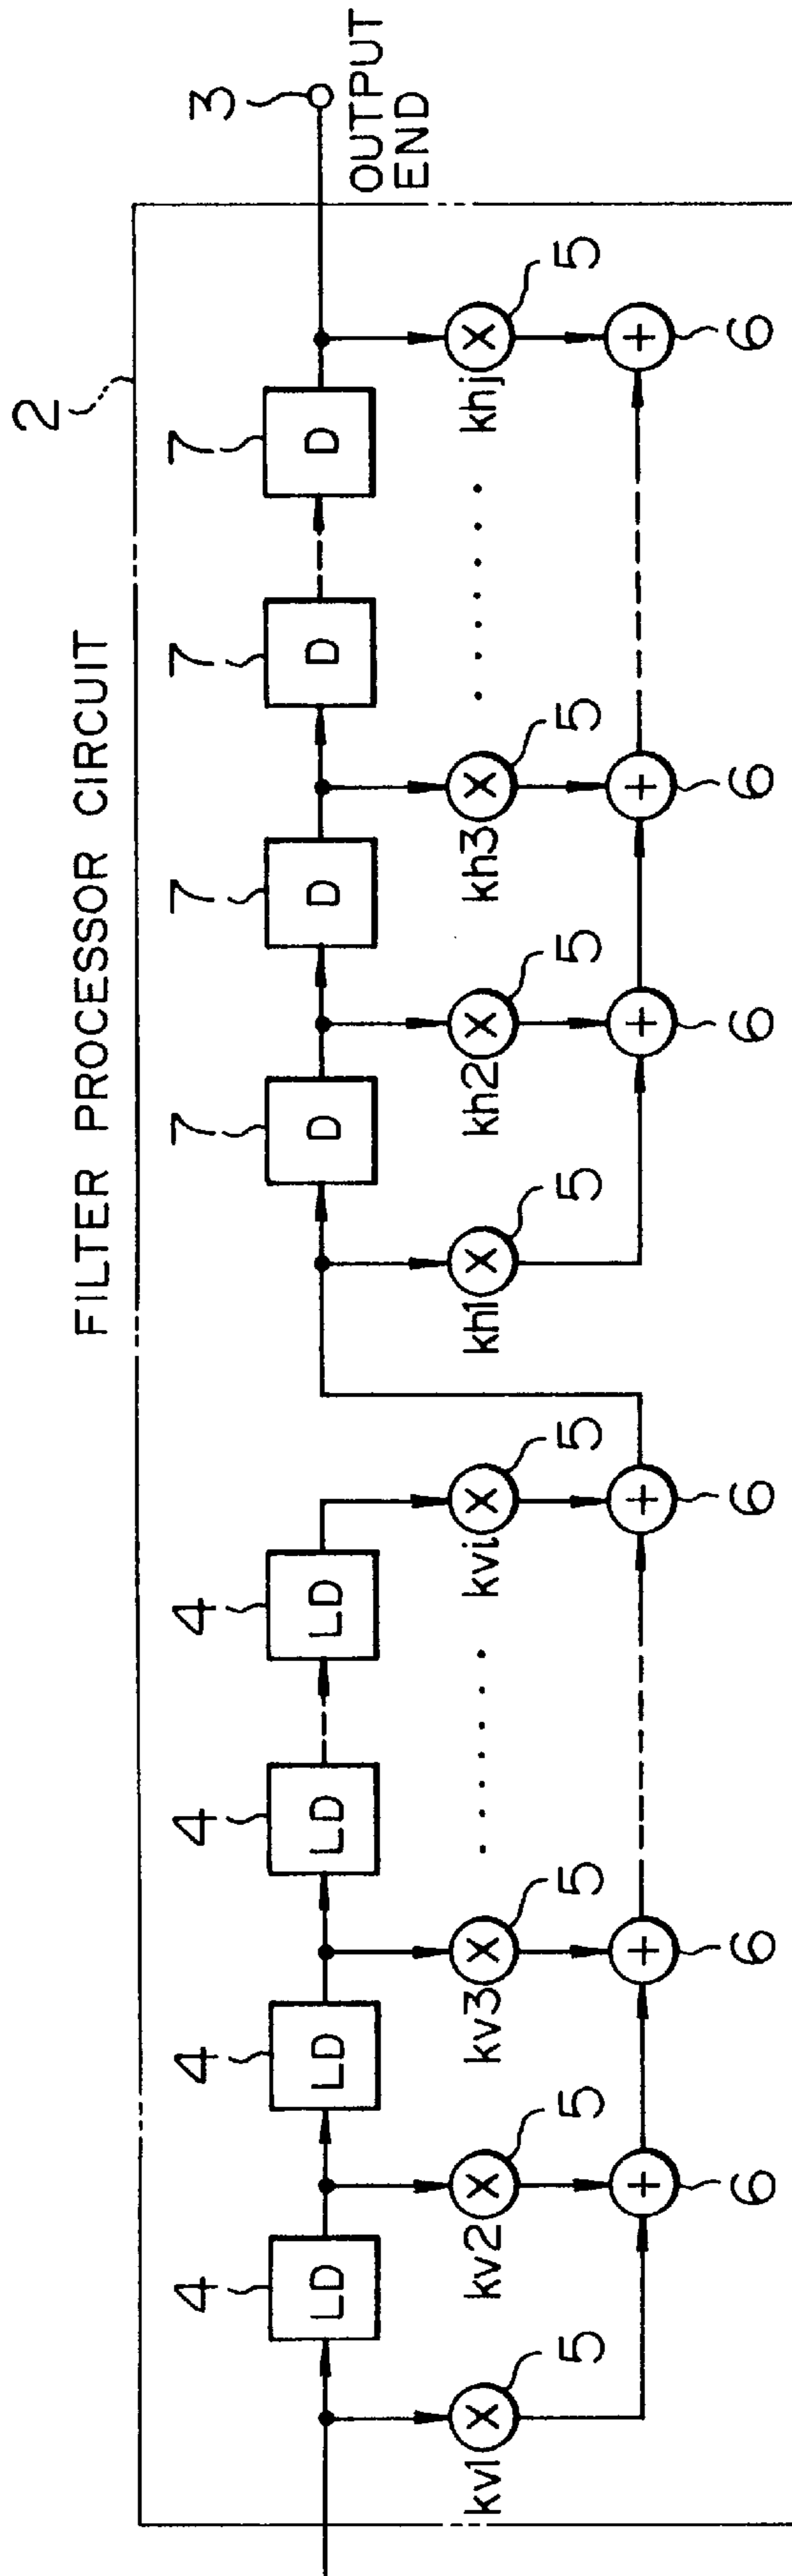 FILTER PROCESSOR CIRCUIT
2
4 4 4 4 7 7 7 7 3
LD LD LD LD D D D D
OUTPUT
END
5 5 5 5 5 5 5 5
× × × × × × × ×
kv1 kv2 kv3 ...... kvi kh1 kh2 kh3 ...... khj
+ + + + + +
6 6 6 6 6 6